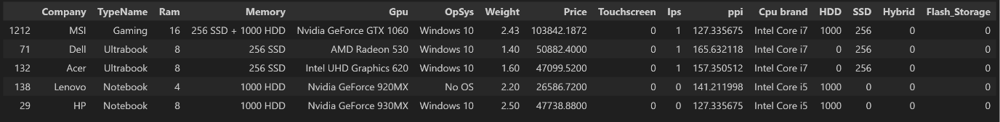 Company TypeName Ram Memory Gpu OpSys Weight Price Touchscreen Ips ppi Cpu brand HDD SSD Hybrid Flash_Storage
1212 MSI Gaming 16 256 SSD + 1000 HDD Nvidia GeForce GTX 1060 Windows 10 2.43 103842.1872 0 1 127.335675 Intel Core i7 1000 256 0 0
71 Dell Ultrabook 8 256 SSD AMD Radeon 530 Windows 10 1.40 50882.4000 0 1 165.632118 Intel Core i7 0 256 0 0
132 Acer Ultrabook 8 256 SSD Intel UHD Graphics 620 Windows 10 1.60 47099.5200 0 1 157.350512 Intel Core i7 0 256 0 0
138 Lenovo Notebook 4 1000 HDD Nvidia GeForce 920MX No OS 2.20 26586.7200 0 0 141.211998 Intel Core i5 1000 0 0 0
29 HP Notebook 8 1000 HDD Nvidia GeForce 930MX Windows 10 2.50 47738.8800 0 0 127.335675 Intel Core i5 1000 0 0 0